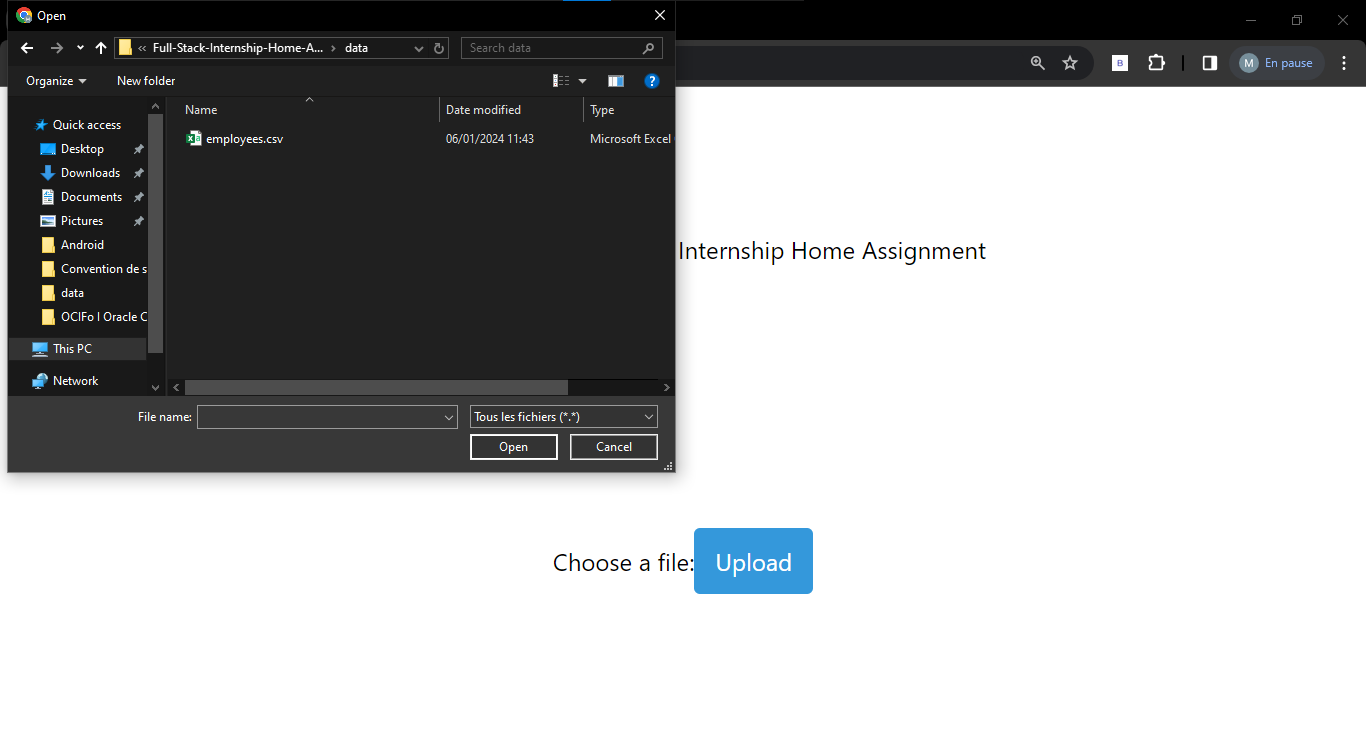 Open
Full-Stack-Internship-Home-A... data
Search data
Organize
New folder
Name
Date modified
Type
employees.csv
06/01/2024 11:43
Microsoft Excel
Quick access
Desktop
Downloads
Documents
Pictures
Android
Convention de s
data
OCIFo l Oracle C
This PC
Network
File name:
Tous les fichiers (*.*)
Open
Cancel
B
M
En pause
Internship Home Assignment
Choose a file:
Upload